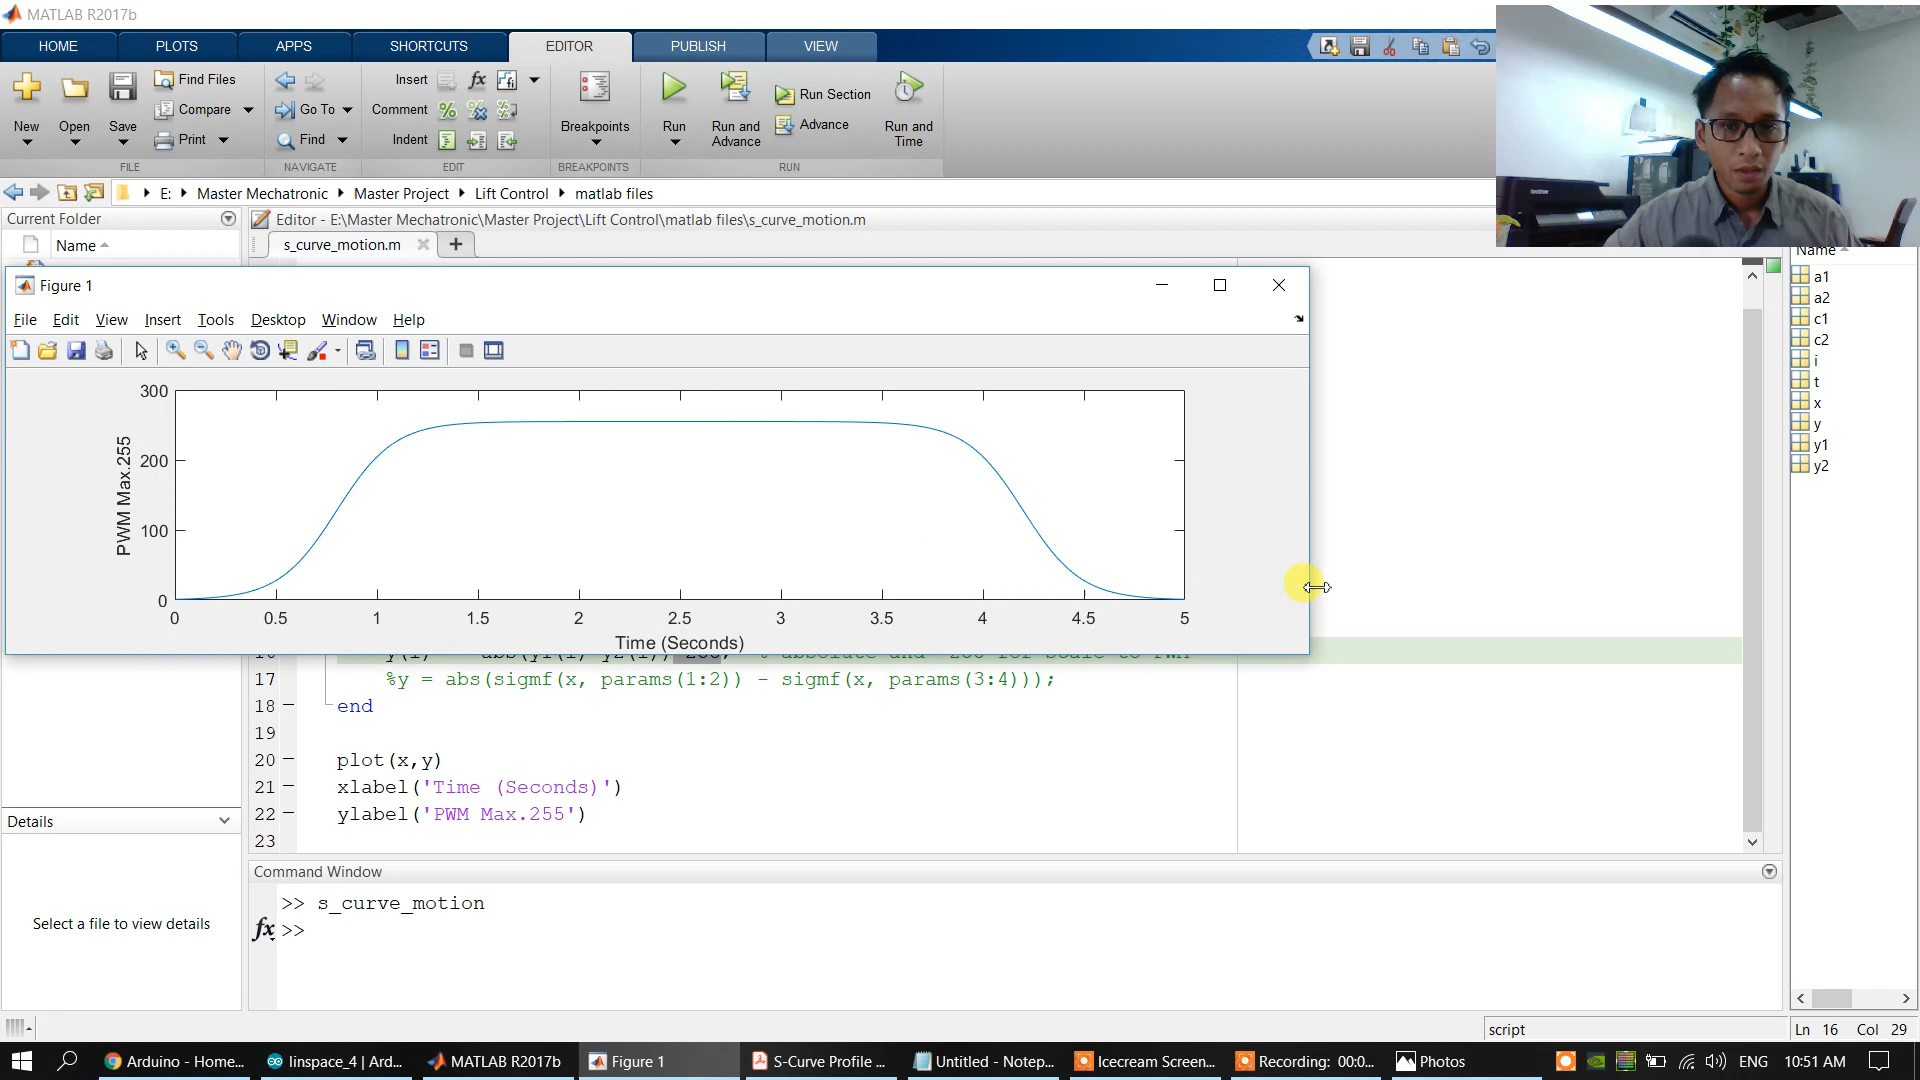 MATLAB R2017b
HOME PLOTS APPS SHORTCUTS EDITOR PUBLISH VIEW
New Open Save Find Files Compare Print
FILE
Go To Find
NAVIGATE
Insert fx
Comment
Indent
EDIT
Breakpoints
BREAKPOINTS
Run Run and Advance Run Section Advance Run and Time
RUN
E: Master Mechatronic Master Project Lift Control matlab files
Current Folder
Name
Editor - E:\Master Mechatronic\Master Project\Lift Control\matlab files\s_curve_motion.m
s_curve_motion.m
Name
a1
a2
c1
c2
i
t
x
y
y1
y2
Figure 1
File Edit View Insert Tools Desktop Window Help
300
200
100
0
PWM Max.255
0 0.5 1 1.5 2 2.5 3 3.5 4 4.5 5
Time (Seconds)
17 %y = abs(sigmf(x, params(1:2)) - sigmf(x, params(3:4)));
18 end
19
20 plot(x,y)
21 xlabel('Time (Seconds)')
22 ylabel('PWM Max.255')
23
Details
Select a file to view details
Command Window
>> s_curve_motion
fx >>
script Ln 16 Col 29
Arduino - Home... linspace_4 | Ard... MATLAB R2017b Figure 1 S-Curve Profile ... Untitled - Notep... Icecream Screen... Recording: 00:0... Photos ENG 10:51 AM